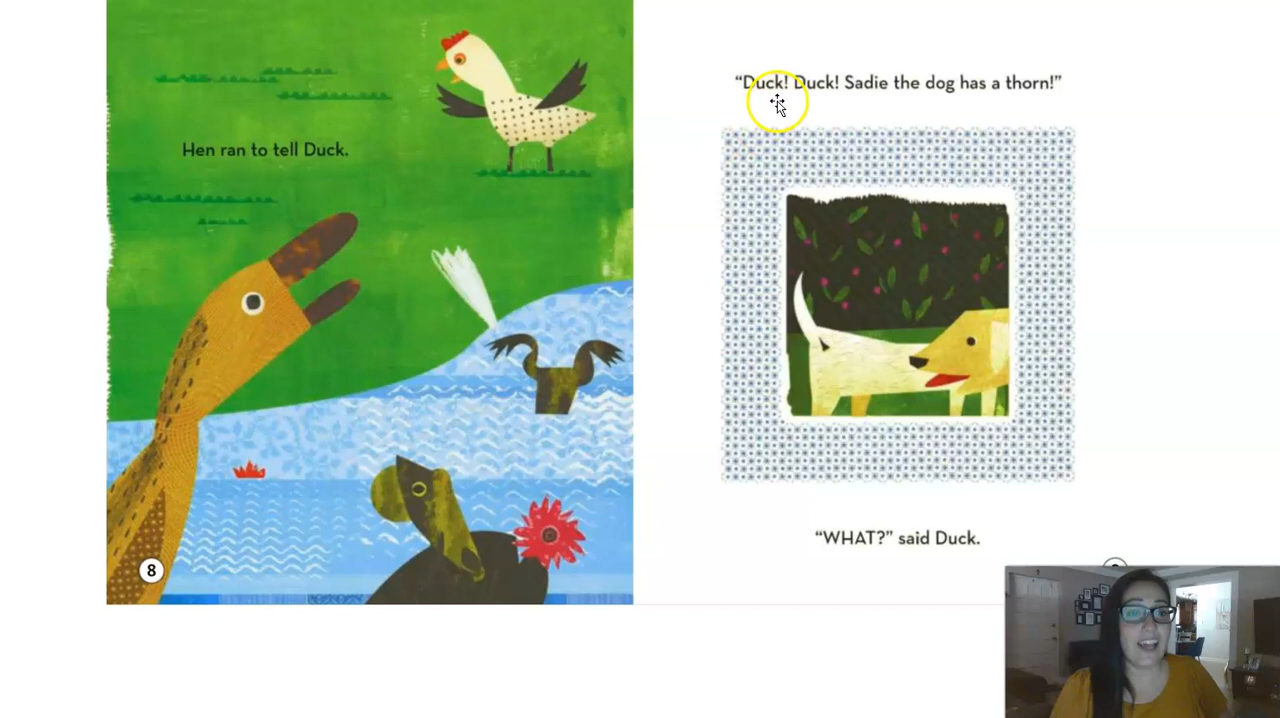 Hen ran to tell Duck.
8
“Duck! Duck! Sadie the dog has a thorn!”
“WHAT?” said Duck.